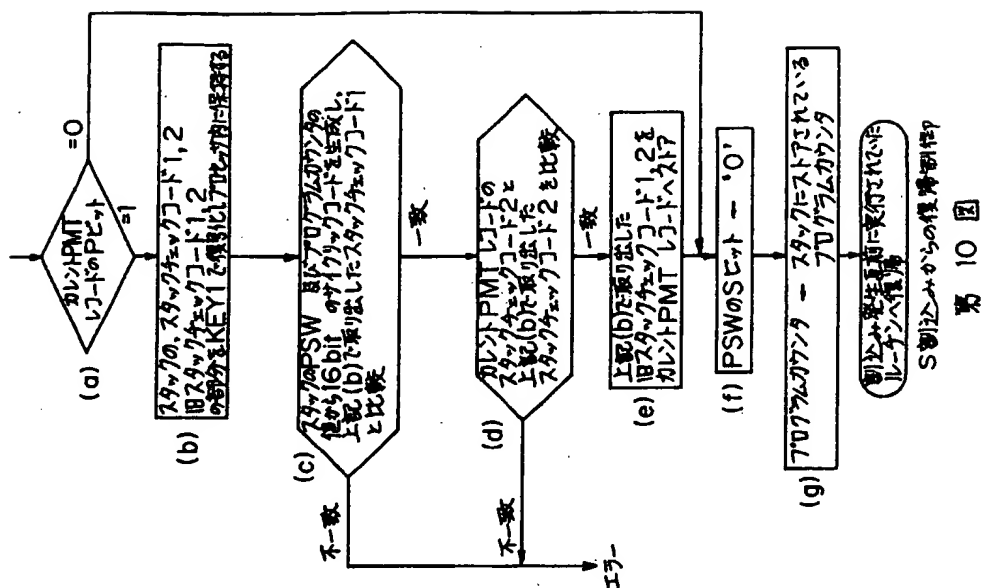 (a)
カレントPMT
レコードのPビット
=0
=1
(b)
スタックの、スタックチェックコード1,2
旧スタックチェックコード1,2
の部分をKEY1で復号化しプロセッサ内に保持する
(c)
スタックのPSW 及びプログラムカウンタの
値から16bit のサイクリックコードを生成し、
上記(b)で取り出したスタックチェックコード1
と比較
不一致
一致
(d)
カレントPMTレコードの
スタックチェックコード2と
上記(b)で取り出した
スタックチェックコード2を比較
不一致
一致
エラー
(e)
上記(b)で取り出した
旧スタックチェックコード1,2を
カレントPMTレコードへストア
(f)
PSWのSビット ← '0'
(g)
プログラムカウンタ ← スタックにストアされている
プログラムカウンタ
割込み発生直前に実行されていた
ルーチンへ復帰
S割込みからの復帰制御
第 10 図